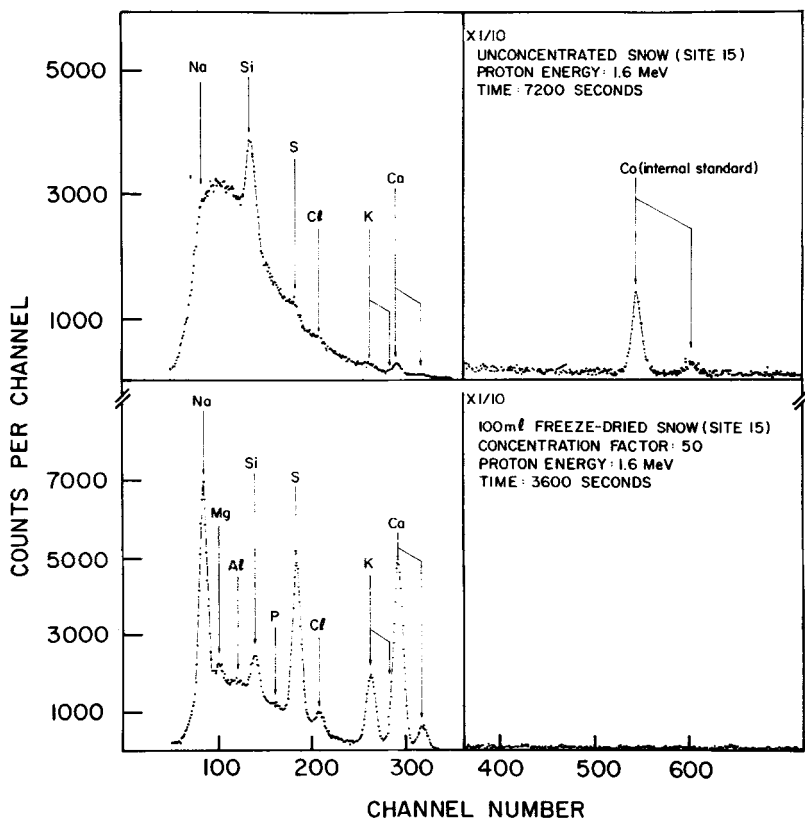 5000
3000
1000
Na
Si
S
Cl
K
Ca
X1/10
UNCONCENTRATED SNOW (SITE 15)
PROTON ENERGY: 1.6 MeV
TIME: 7200 SECONDS
Co (internal standard)
COUNTS PER CHANNEL
7000
5000
3000
1000
Na
Mg
Al
Si
P
S
Cl
K
Ca
X1/10
100ml FREEZE-DRIED SNOW (SITE 15)
CONCENTRATION FACTOR: 50
PROTON ENERGY: 1.6 MeV
TIME: 3600 SECONDS
100 200 300 400 500 600
CHANNEL NUMBER